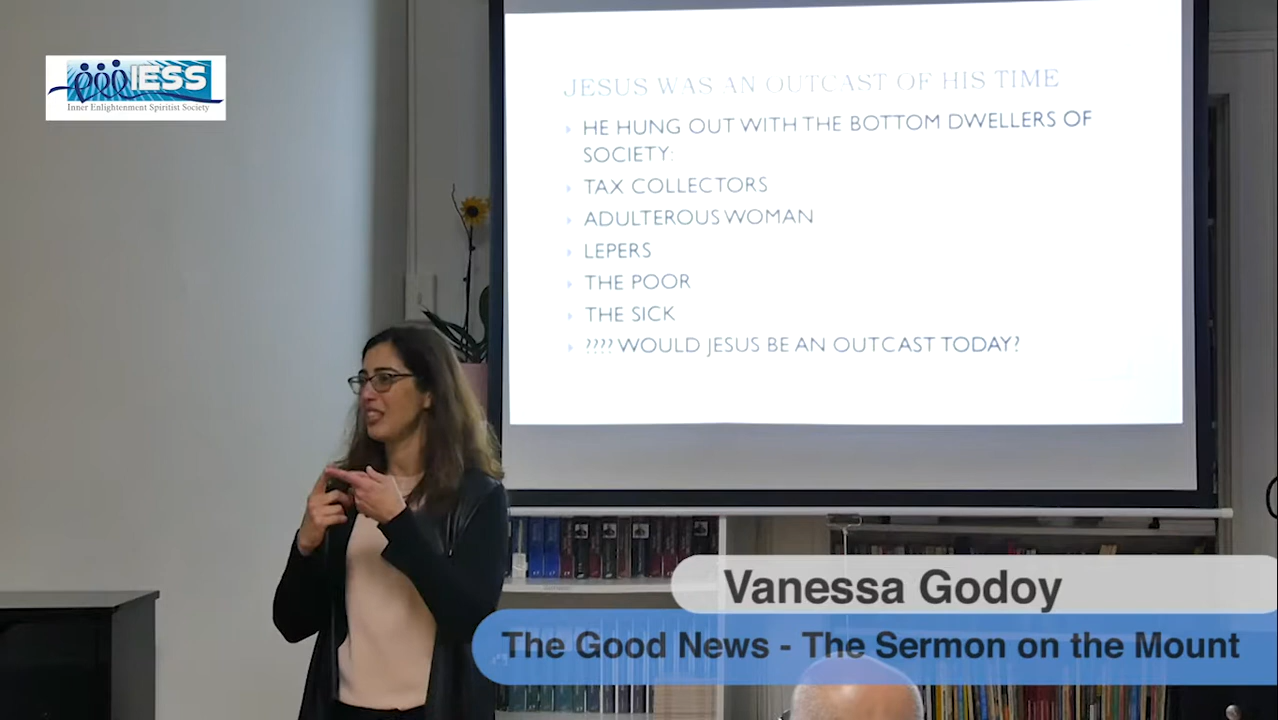 IESS
Inner Enlightenment Spiritist Society
JESUS WAS AN OUTCAST OF HIS TIME
HE HUNG OUT WITH THE BOTTOM DWELLERS OF
SOCIETY:
TAX COLLECTORS
ADULTEROUS WOMAN
LEPERS
THE POOR
THE SICK
???? WOULD JESUS BE AN OUTCAST TODAY?
Vanessa Godoy
The Good News - The Sermon on the Mount